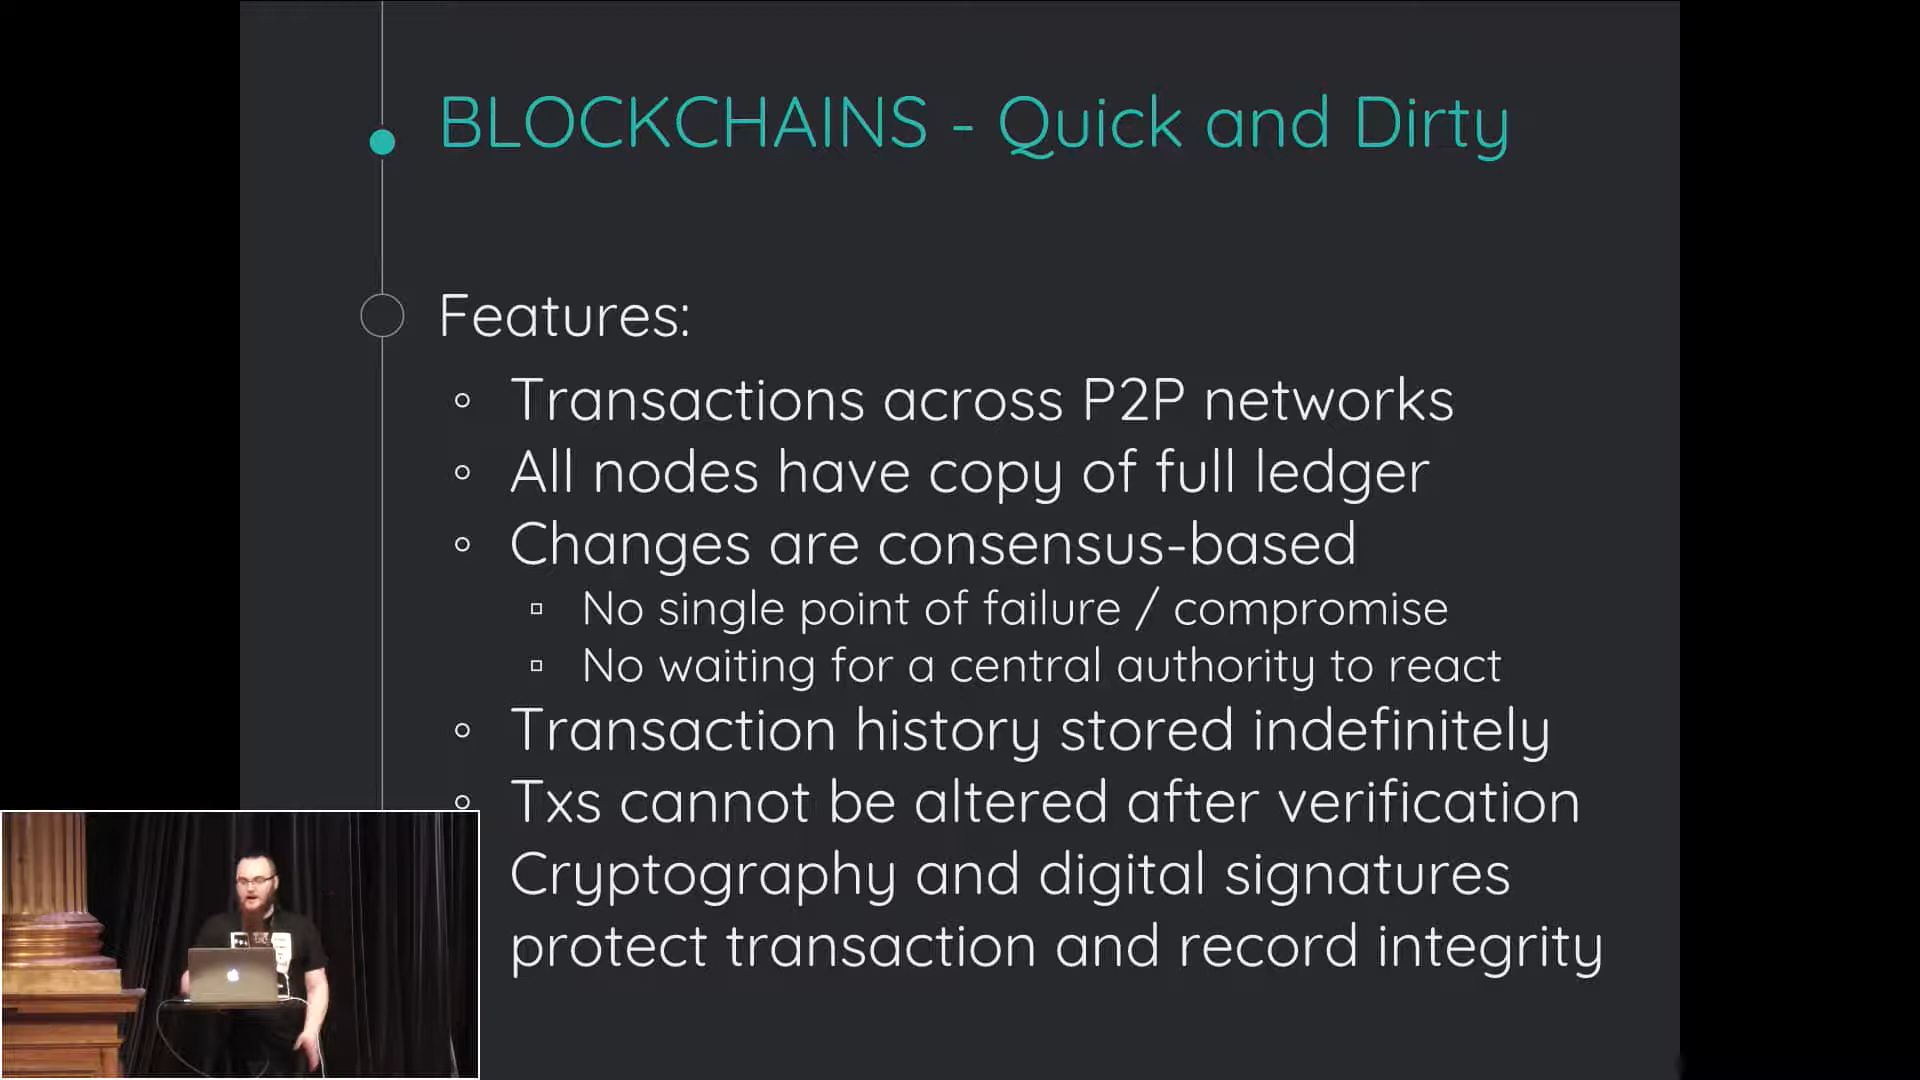 BLOCKCHAINS - Quick and Dirty
Features:
Transactions across P2P networks
All nodes have copy of full ledger
Changes are consensus-based
No single point of failure / compromise
No waiting for a central authority to react
Transaction history stored indefinitely
Txs cannot be altered after verification
Cryptography and digital signatures
protect transaction and record integrity